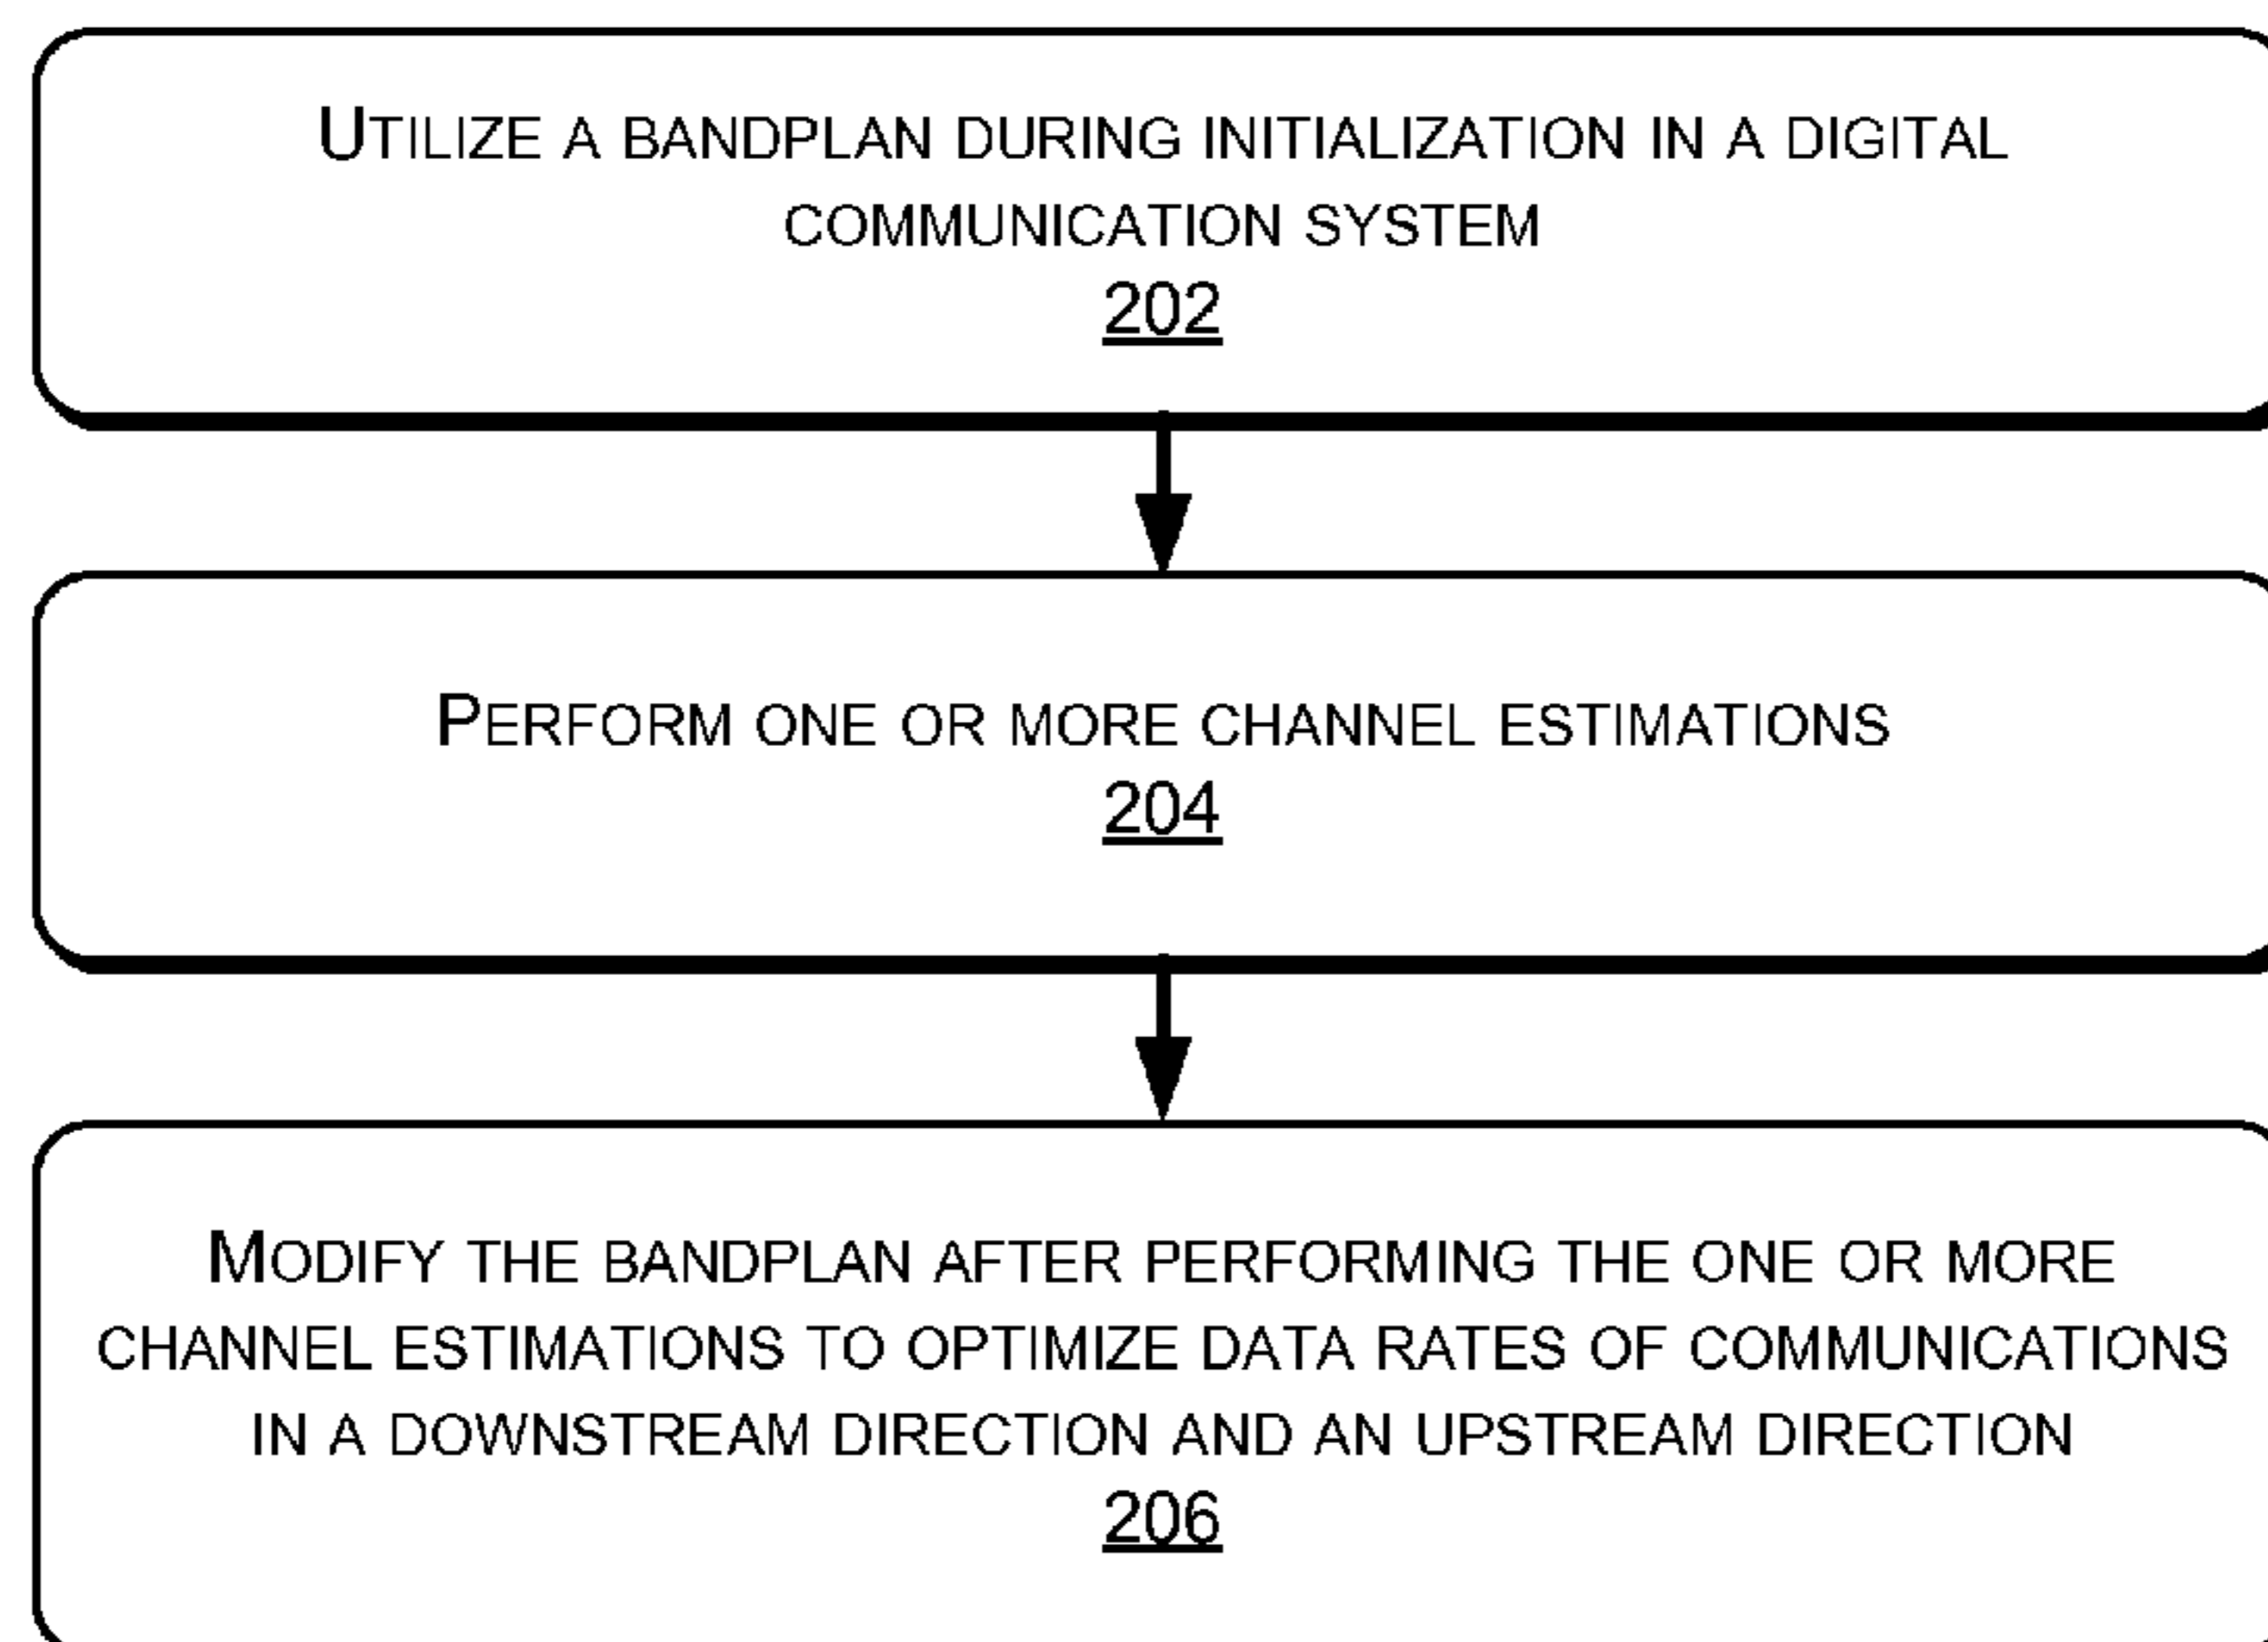 Utilize a bandplan during initialization in a digital
communication system
202
Perform one or more channel estimations
204
Modify the bandplan after performing the one or more
channel estimations to optimize data rates of communications
in a downstream direction and an upstream direction
206